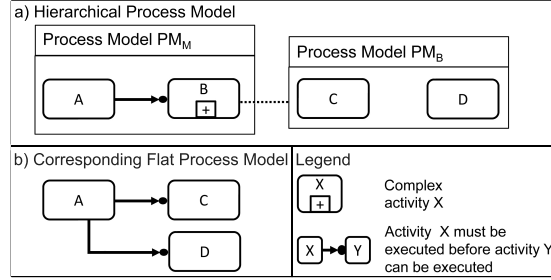 a) Hierarchical Process Model
Process Model PMM
A
B
+
Process Model PMB
C
D
b) Corresponding Flat Process Model
A
C
D
Legend
X
+
Complex
activity X
X
Y
Activity X must be
executed before activity Y
can be executed